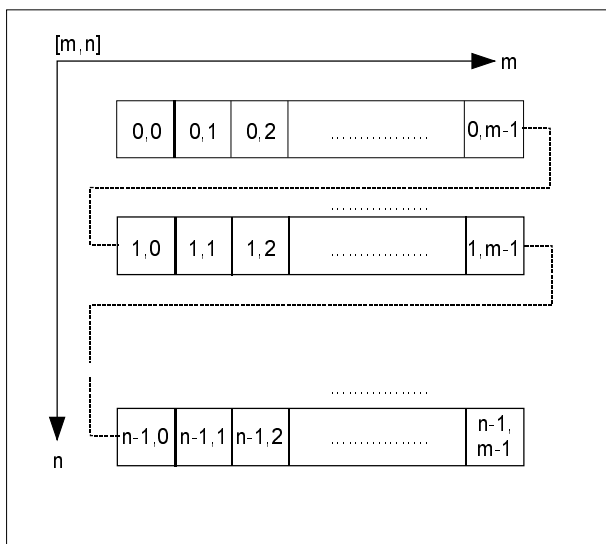 [m,n]
m
0,0 0,1 0,2 ................. 0,m-1
.................
1,0 1,1 1,2 ................. 1,m-1
.................
n-1,0 n-1,1 n-1,2 ................. n-1,
m-1
n